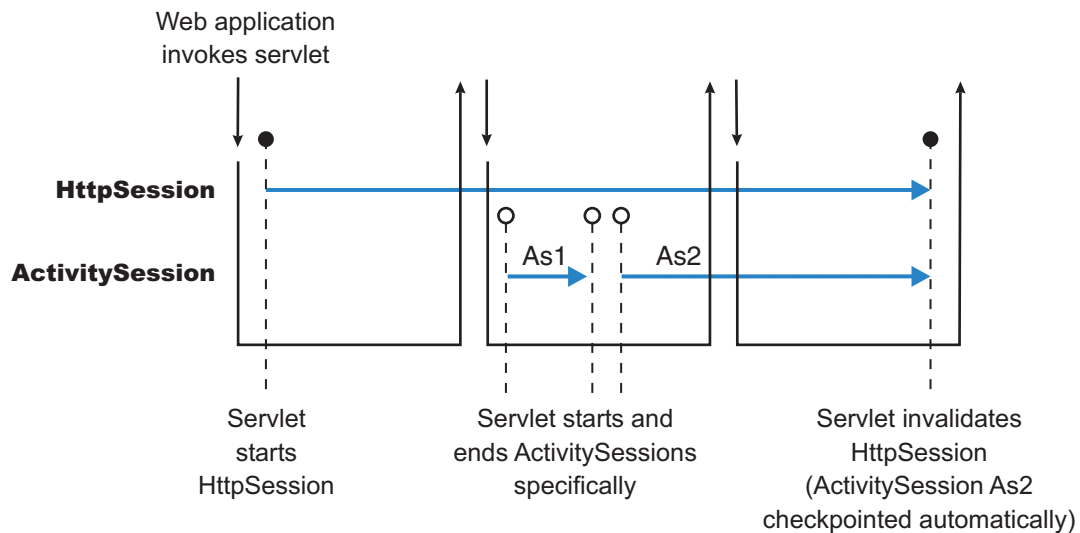 Web application
invokes servlet
HttpSession
ActivitySession
As1
As2
Servlet
starts
HttpSession
Servlet starts and
ends ActivitySessions
specifically
Servlet invalidates
HttpSession
(ActivitySession As2
checkpointed automatically)